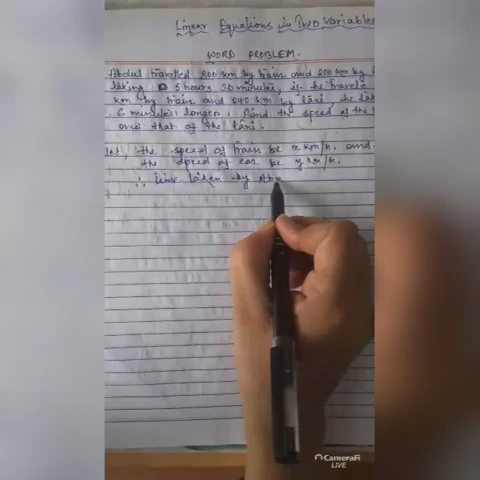 Linear Equations in Two Variables
WORD PROBLEM.
Abdul travelled 300 km by train and 200 km by
taking 5 hours 30 minutes, if he travels
km by train and 240 km by taxi, he takes
6 minutes longer. Find the speed of the
and that of the taxi.
Let, the speed of train be x km/h, and
the speed of car be y km/h.
∴ Time taken by Abd
CameraFi
LIVE